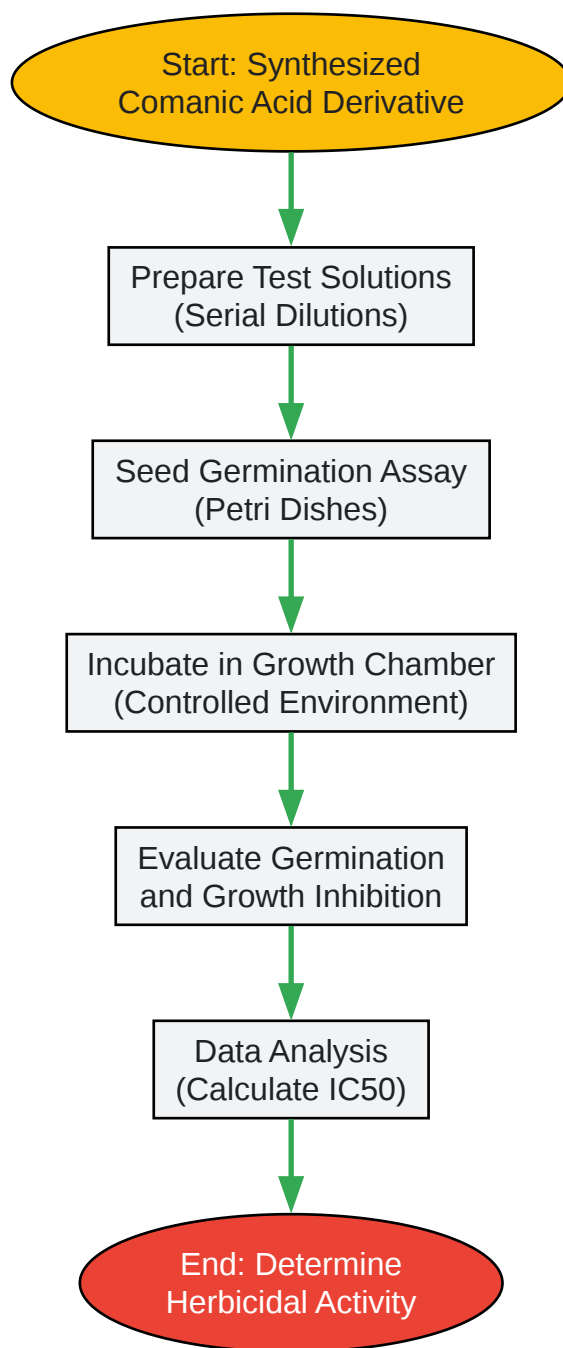 Start: Synthesized
Comanic Acid Derivative
Prepare Test Solutions
(Serial Dilutions)
Seed Germination Assay
(Petri Dishes)
Incubate in Growth Chamber
(Controlled Environment)
Evaluate Germination
and Growth Inhibition
Data Analysis
(Calculate IC50)
End: Determine
Herbicidal Activity